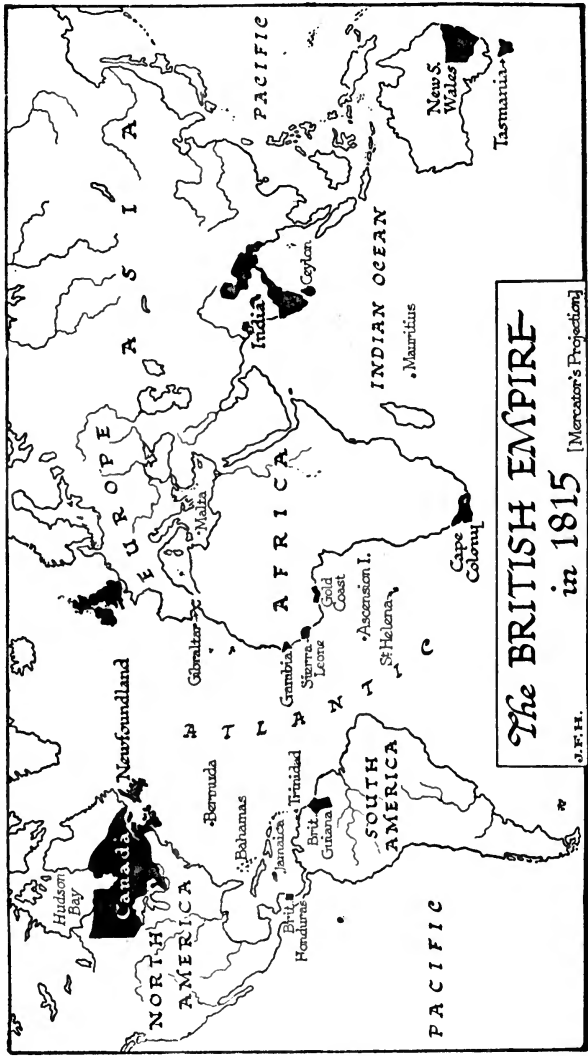 The BRITISH EMPIRE
in 1815
[Mercator's Projection]
J.F.H.
PACIFIC
ASIA
EUROPE
AFRICA
NORTH
AMERICA
SOUTH
AMERICA
ATLANTIC
INDIAN OCEAN
PACIFIC
Hudson
Bay
Canada
Newfoundland
Bermuda
Bahamas
Jamaica
Trinidad
Brit.
Honduras
Brit.
Guiana
Gibraltar
Malta
Gambia
Sierra
Leone
Gold
Coast
Ascension I.
St Helena
Cape
Colony
India
Ceylon
Mauritius
New S.
Wales
Tasmania